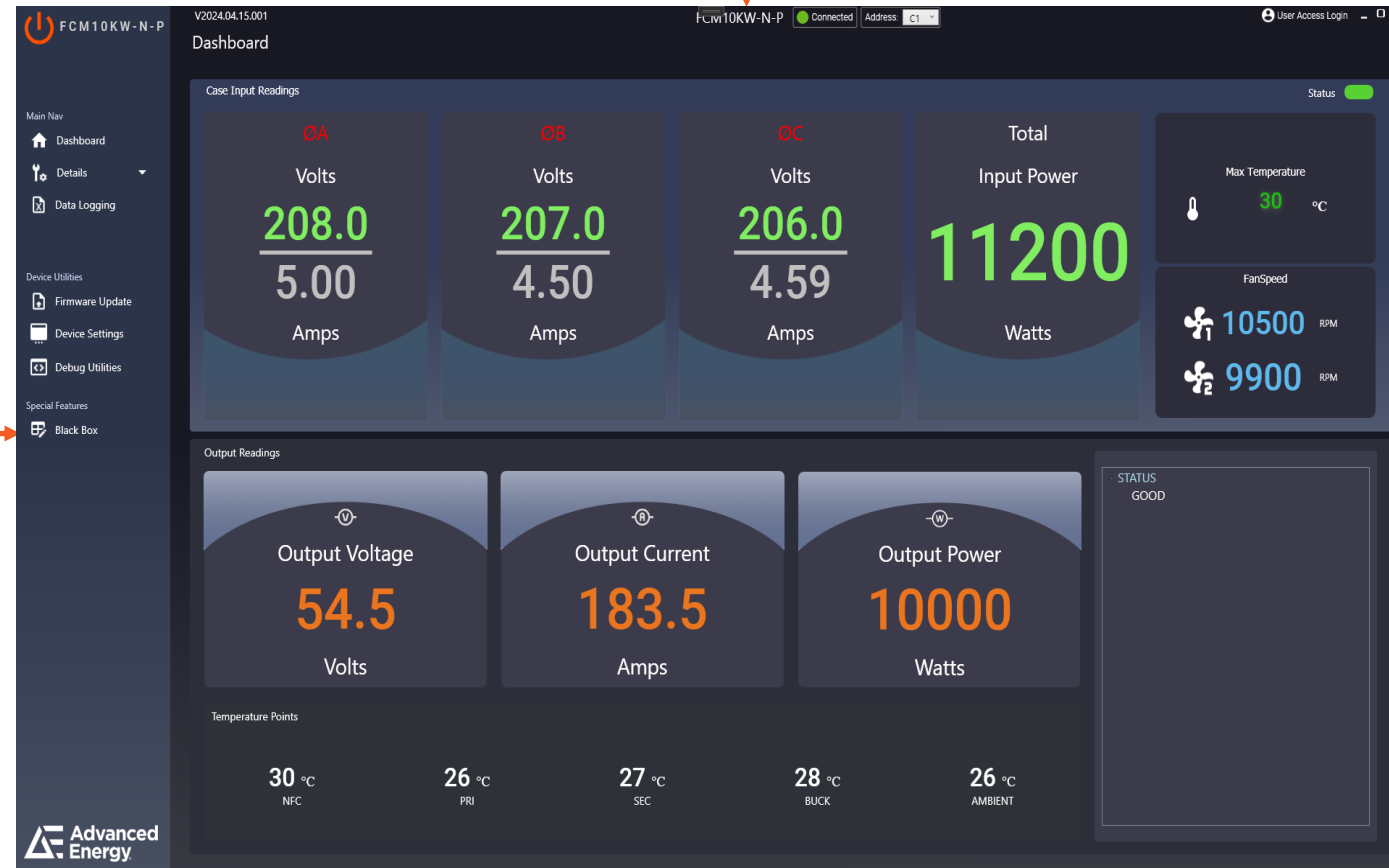 FCM10KW-N-P
V2024.04.15.001
FCM10KW-N-P Connected Address: C1
User Access Login
Dashboard
Main Nav
Dashboard
Details
Data Logging
Device Utilities
Firmware Update
Device Settings
Debug Utilities
Special Features
Black Box
Advanced
Energy
Case Input Readings
Status
ØA
Volts
208.0
5.00
Amps
ØB
Volts
207.0
4.50
Amps
ØC
Volts
206.0
4.59
Amps
Total
Input Power
11200
Watts
Max Temperature
30 °C
FanSpeed
1 10500 RPM
2 9900 RPM
Output Readings
V
Output Voltage
54.5
Volts
A
Output Current
183.5
Amps
W
Output Power
10000
Watts
STATUS
GOOD
Temperature Points
30 °C
NFC
26 °C
PRI
27 °C
SEC
28 °C
BUCK
26 °C
AMBIENT